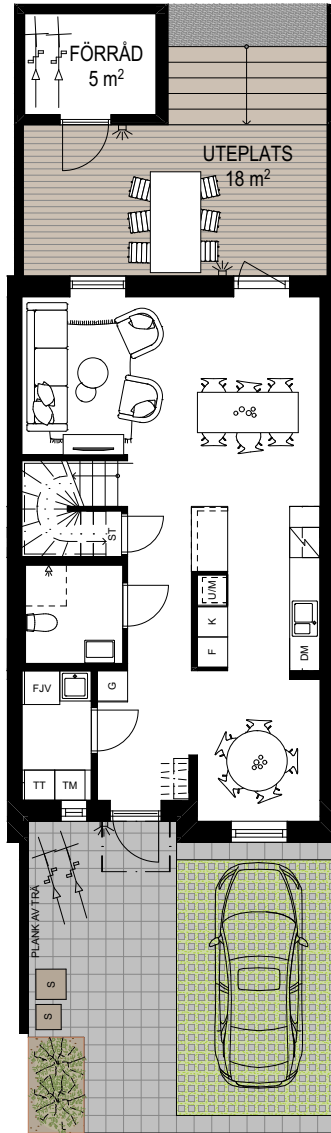 FÖRRÅD
5 m²
UTEPLATS
18 m²
ST
U/M
K
F
DM
FJV
G
TT
TM
PLANK AV TRÄ
S
S